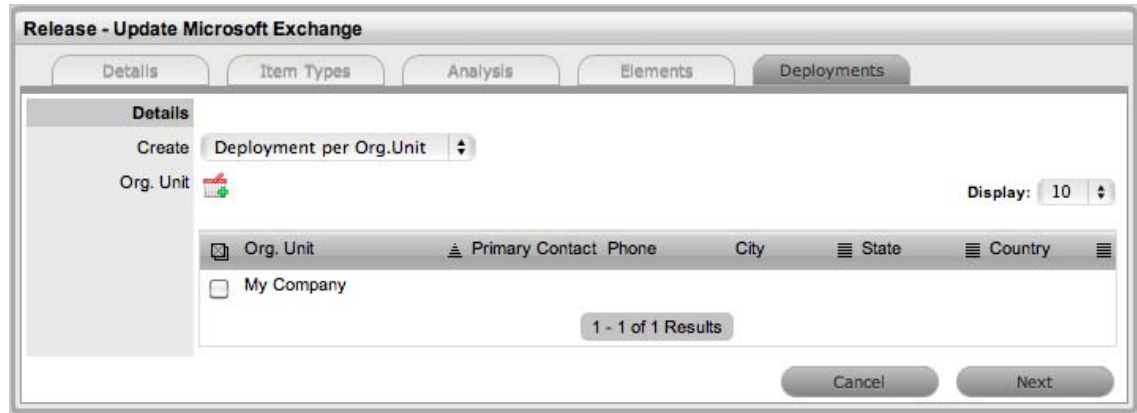 Release - Update Microsoft Exchange
Details Item Types Analysis Elements Deployments
Details
Create Deployment per Org.Unit
Org. Unit
Display: 10
Org. Unit Primary Contact Phone City State Country
My Company
1 - 1 of 1 Results
Cancel Next